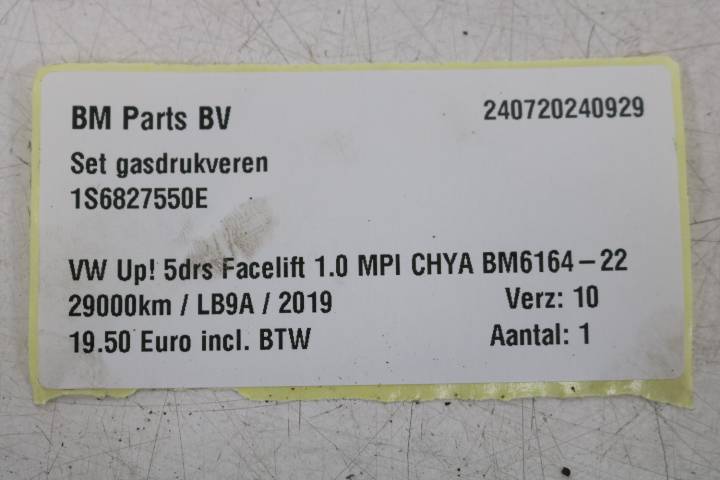 BM Parts BV 240720240929
Set gasdrukveren
1S6827550E
VW Up! 5drs Facelift 1.0 MPI CHYA BM6164-22
29000km / LB9A / 2019 Verz: 10
19.50 Euro incl. BTW Aantal: 1